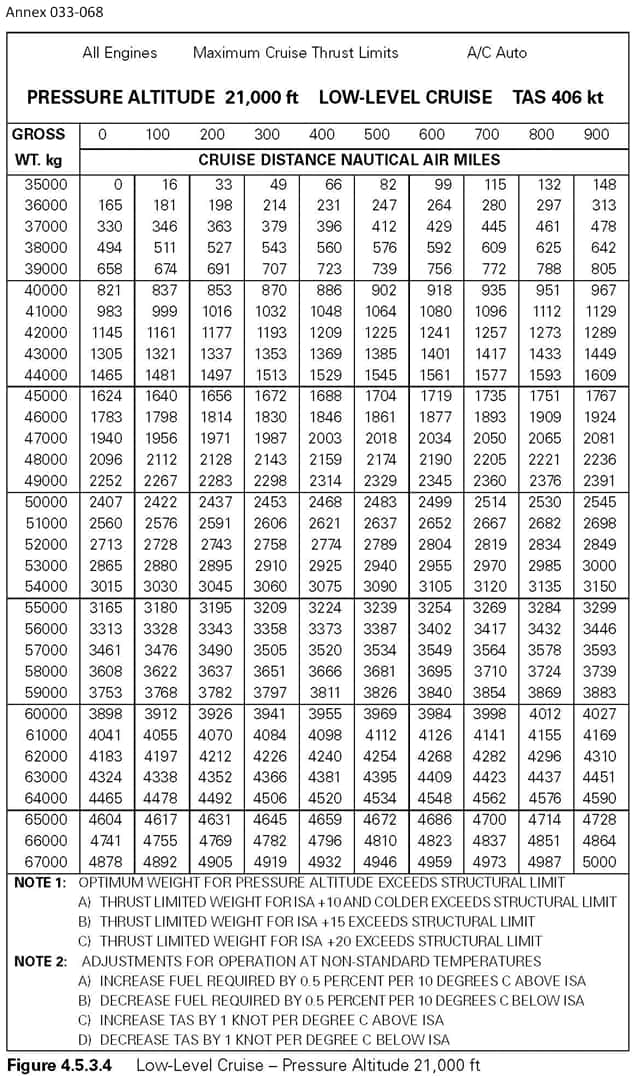 Annex 033-068
All Engines Maximum Cruise Thrust Limits A/C Auto
PRESSURE ALTITUDE 21,000 ft LOW-LEVEL CRUISE TAS 406 kt
GROSS 0 100 200 300 400 500 600 700 800 900
WT. kg CRUISE DISTANCE NAUTICAL AIR MILES
35000 0 16 33 49 66 82 99 115 132 148
36000 165 181 198 214 231 247 264 280 297 313
37000 330 346 363 379 396 412 429 445 461 478
38000 494 511 527 543 560 576 592 609 625 642
39000 658 674 691 707 723 739 756 772 788 805
40000 821 837 853 870 886 902 918 935 951 967
41000 983 999 1016 1032 1048 1064 1080 1096 1112 1129
42000 1145 1161 1177 1193 1209 1225 1241 1257 1273 1289
43000 1305 1321 1337 1353 1369 1385 1401 1417 1433 1449
44000 1465 1481 1497 1513 1529 1545 1561 1577 1593 1609
45000 1624 1640 1656 1672 1688 1704 1719 1735 1751 1767
46000 1783 1798 1814 1830 1846 1861 1877 1893 1909 1924
47000 1940 1956 1971 1987 2003 2018 2034 2050 2065 2081
48000 2096 2112 2128 2143 2159 2174 2190 2205 2221 2236
49000 2252 2267 2283 2298 2314 2329 2345 2360 2376 2391
50000 2407 2422 2437 2453 2468 2483 2499 2514 2530 2545
51000 2560 2576 2591 2606 2621 2637 2652 2667 2682 2698
52000 2713 2728 2743 2758 2774 2789 2804 2819 2834 2849
53000 2865 2880 2895 2910 2925 2940 2955 2970 2985 3000
54000 3015 3030 3045 3060 3075 3090 3105 3120 3135 3150
55000 3165 3180 3195 3209 3224 3239 3254 3269 3284 3299
56000 3313 3328 3343 3358 3373 3387 3402 3417 3432 3446
57000 3461 3476 3490 3505 3520 3534 3549 3564 3578 3593
58000 3608 3622 3637 3651 3666 3681 3695 3710 3724 3739
59000 3753 3768 3782 3797 3811 3826 3840 3854 3869 3883
60000 3898 3912 3926 3941 3955 3969 3984 3998 4012 4027
61000 4041 4055 4070 4084 4098 4112 4126 4141 4155 4169
62000 4183 4197 4212 4226 4240 4254 4268 4282 4296 4310
63000 4324 4338 4352 4366 4381 4395 4409 4423 4437 4451
64000 4465 4478 4492 4506 4520 4534 4548 4562 4576 4590
65000 4604 4617 4631 4645 4659 4672 4686 4700 4714 4728
66000 4741 4755 4769 4782 4796 4810 4823 4837 4851 4864
67000 4878 4892 4905 4919 4932 4946 4959 4973 4987 5000
NOTE 1: OPTIMUM WEIGHT FOR PRESSURE ALTITUDE EXCEEDS STRUCTURAL LIMIT
A) THRUST LIMITED WEIGHT FOR ISA +10 AND COLDER EXCEEDS STRUCTURAL LIMIT
B) THRUST LIMITED WEIGHT FOR ISA +15 EXCEEDS STRUCTURAL LIMIT
C) THRUST LIMITED WEIGHT FOR ISA +20 EXCEEDS STRUCTURAL LIMIT
NOTE 2: ADJUSTMENTS FOR OPERATION AT NON-STANDARD TEMPERATURES
A) INCREASE FUEL REQUIRED BY 0.5 PERCENT PER 10 DEGREES C ABOVE ISA
B) DECREASE FUEL REQUIRED BY 0.5 PERCENT PER 10 DEGREES C BELOW ISA
C) INCREASE TAS BY 1 KNOT PER DEGREE C ABOVE ISA
D) DECREASE TAS BY 1 KNOT PER DEGREE C BELOW ISA
Figure 4.5.3.4 Low-Level Cruise – Pressure Altitude 21,000 ft